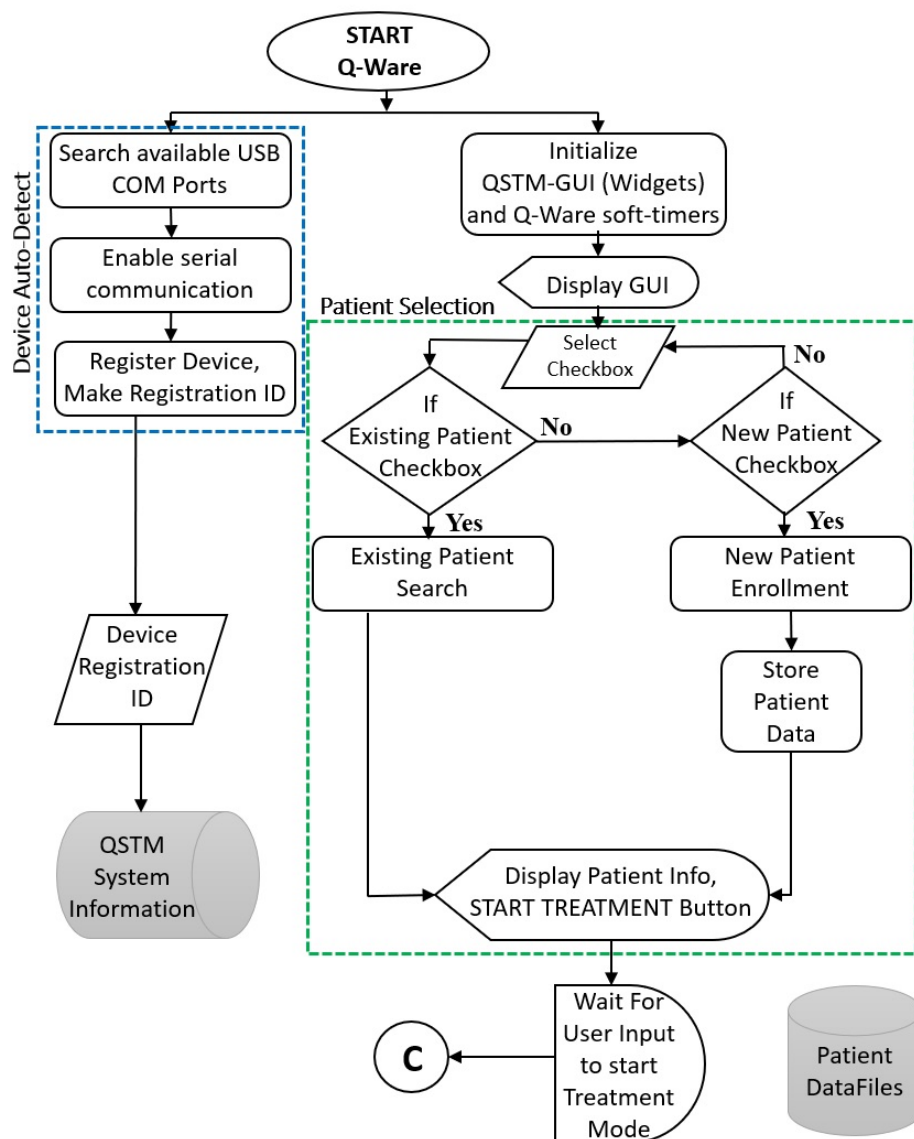 START
Q-Ware
Device Auto-Detect
Search available USB
COM Ports
Enable serial
communication
Register Device,
Make Registration ID
Device
Registration
ID
QSTM
System
Information
Initialize
QSTM-GUI (Widgets)
and Q-Ware soft-timers
Display GUI
Patient Selection
Select
Checkbox
If
Existing Patient
Checkbox
No
If
New Patient
Checkbox
No
Yes
Existing Patient
Search
Yes
New Patient
Enrollment
Store
Patient
Data
Display Patient Info,
START TREATMENT Button
Wait For
User Input
to start
Treatment
Mode
C
Patient
DataFiles